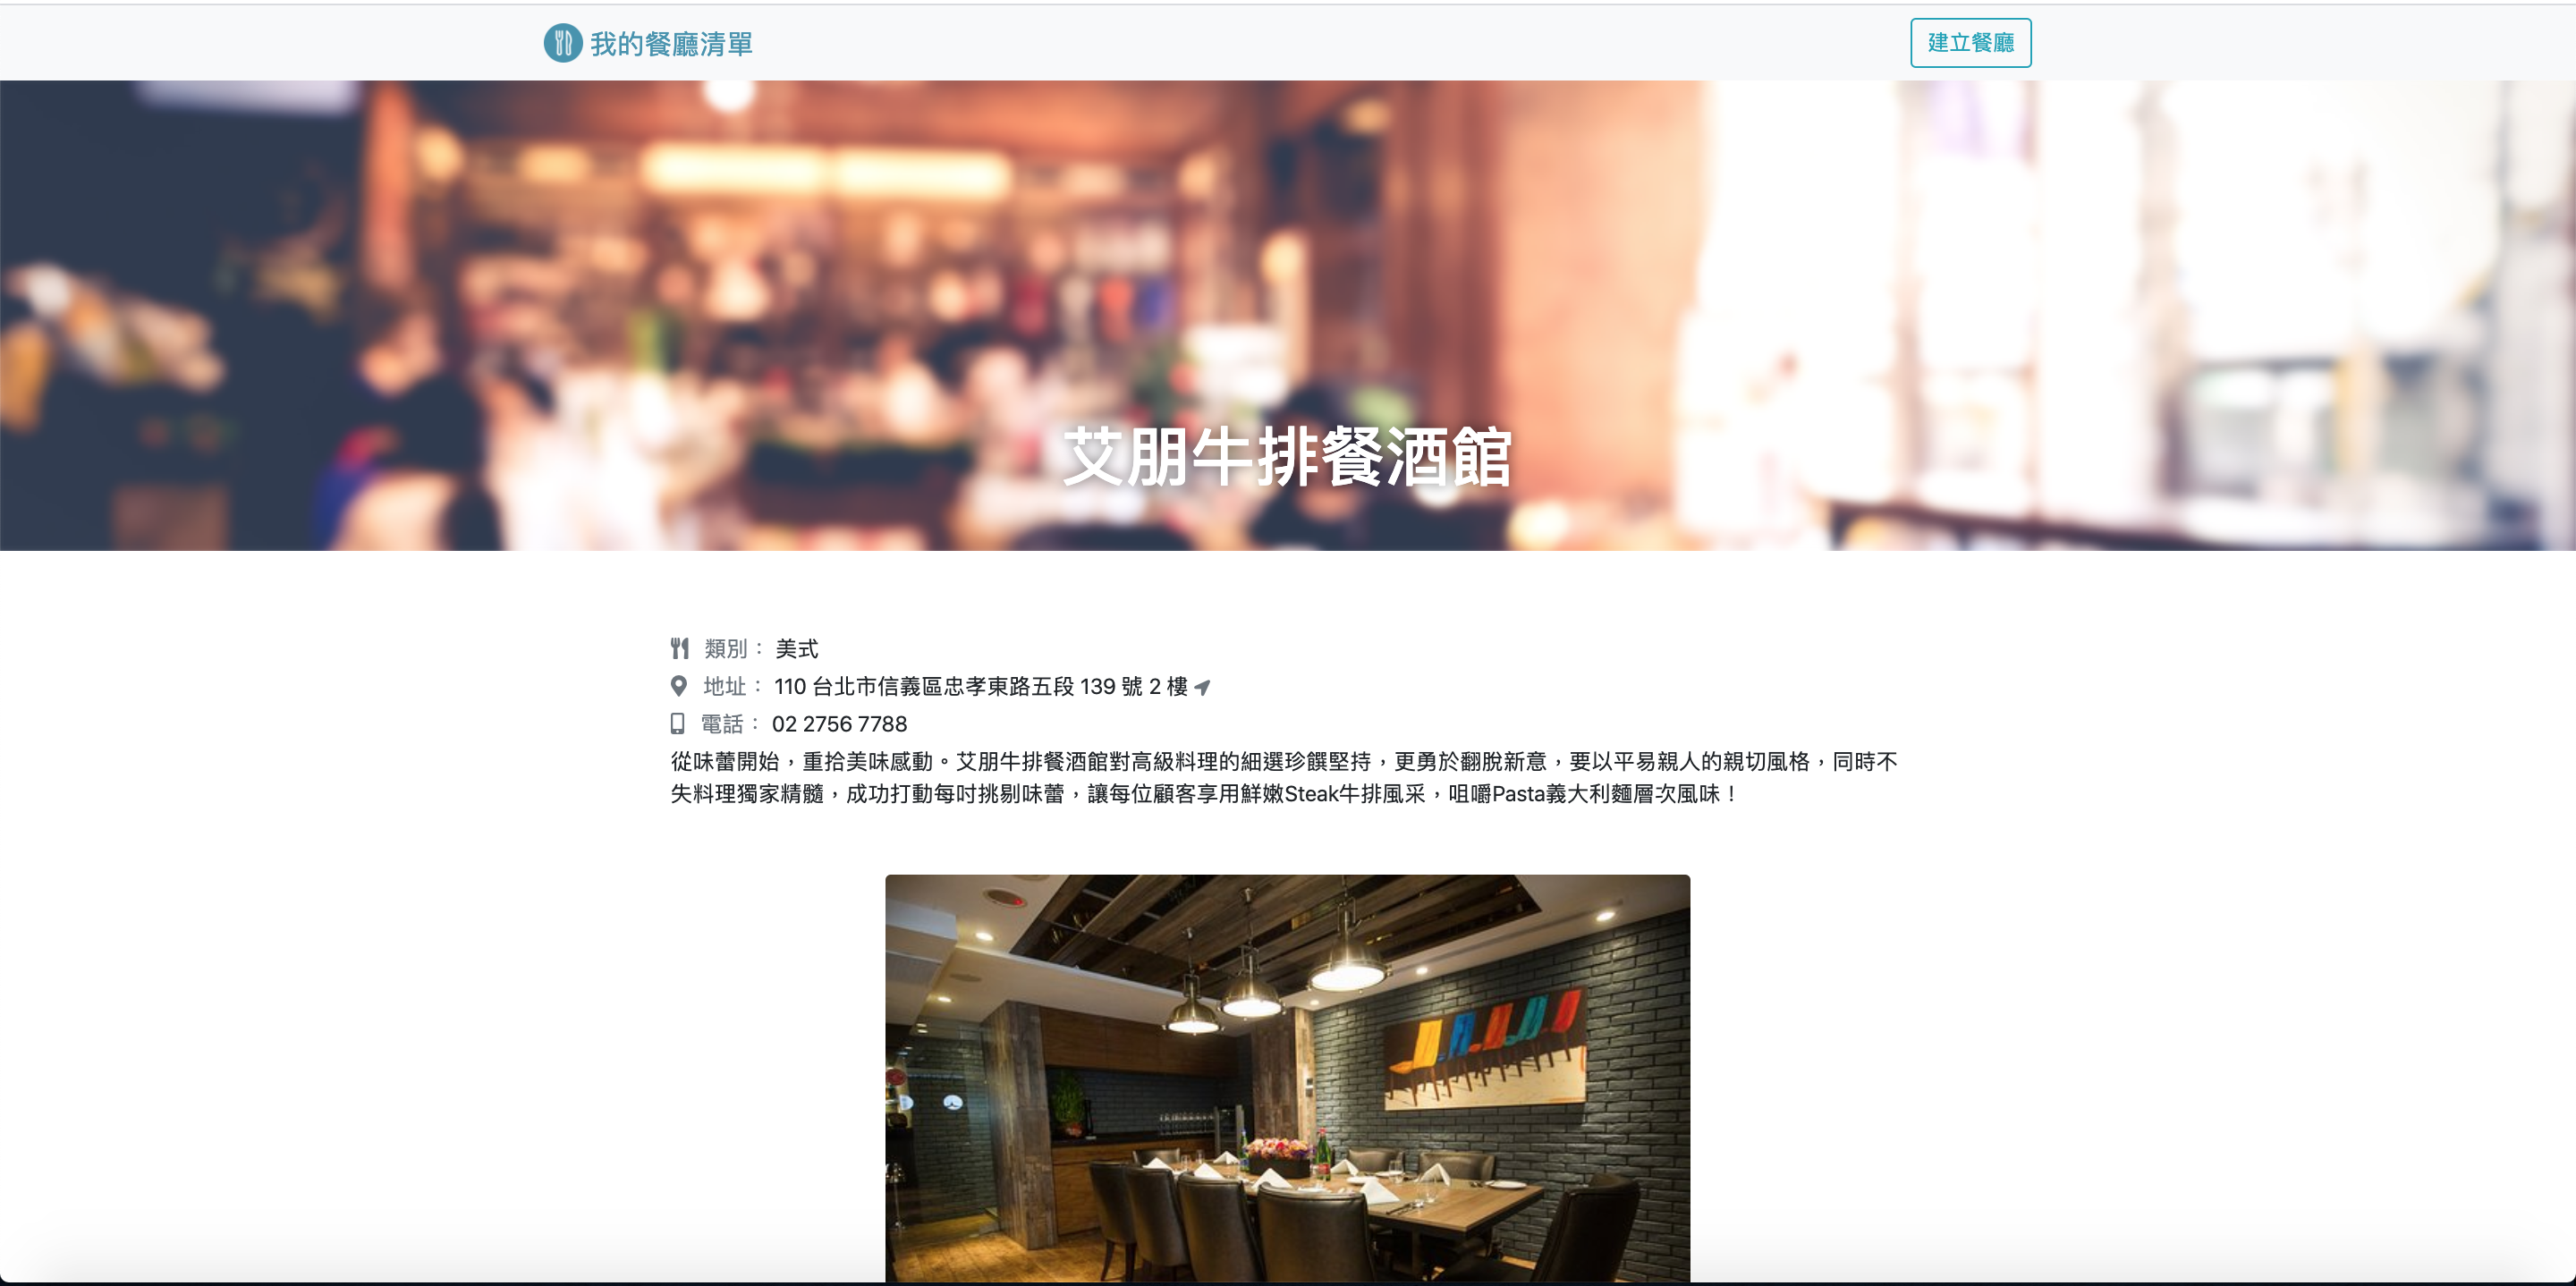 我的餐廳清單
建立餐廳
艾朋牛排餐酒館
類別： 美式
地址： 110 台北市信義區忠孝東路五段 139 號 2 樓
電話： 02 2756 7788
從味蕾開始，重拾美味感動。艾朋牛排餐酒館對高級料理的細選珍饌堅持，更勇於翻脫新意，要以平易親人的親切風格，同時不
失料理獨家精髓，成功打動每吋挑剔味蕾，讓每位顧客享用鮮嫩Steak牛排風采，咀嚼Pasta義大利麵層次風味！